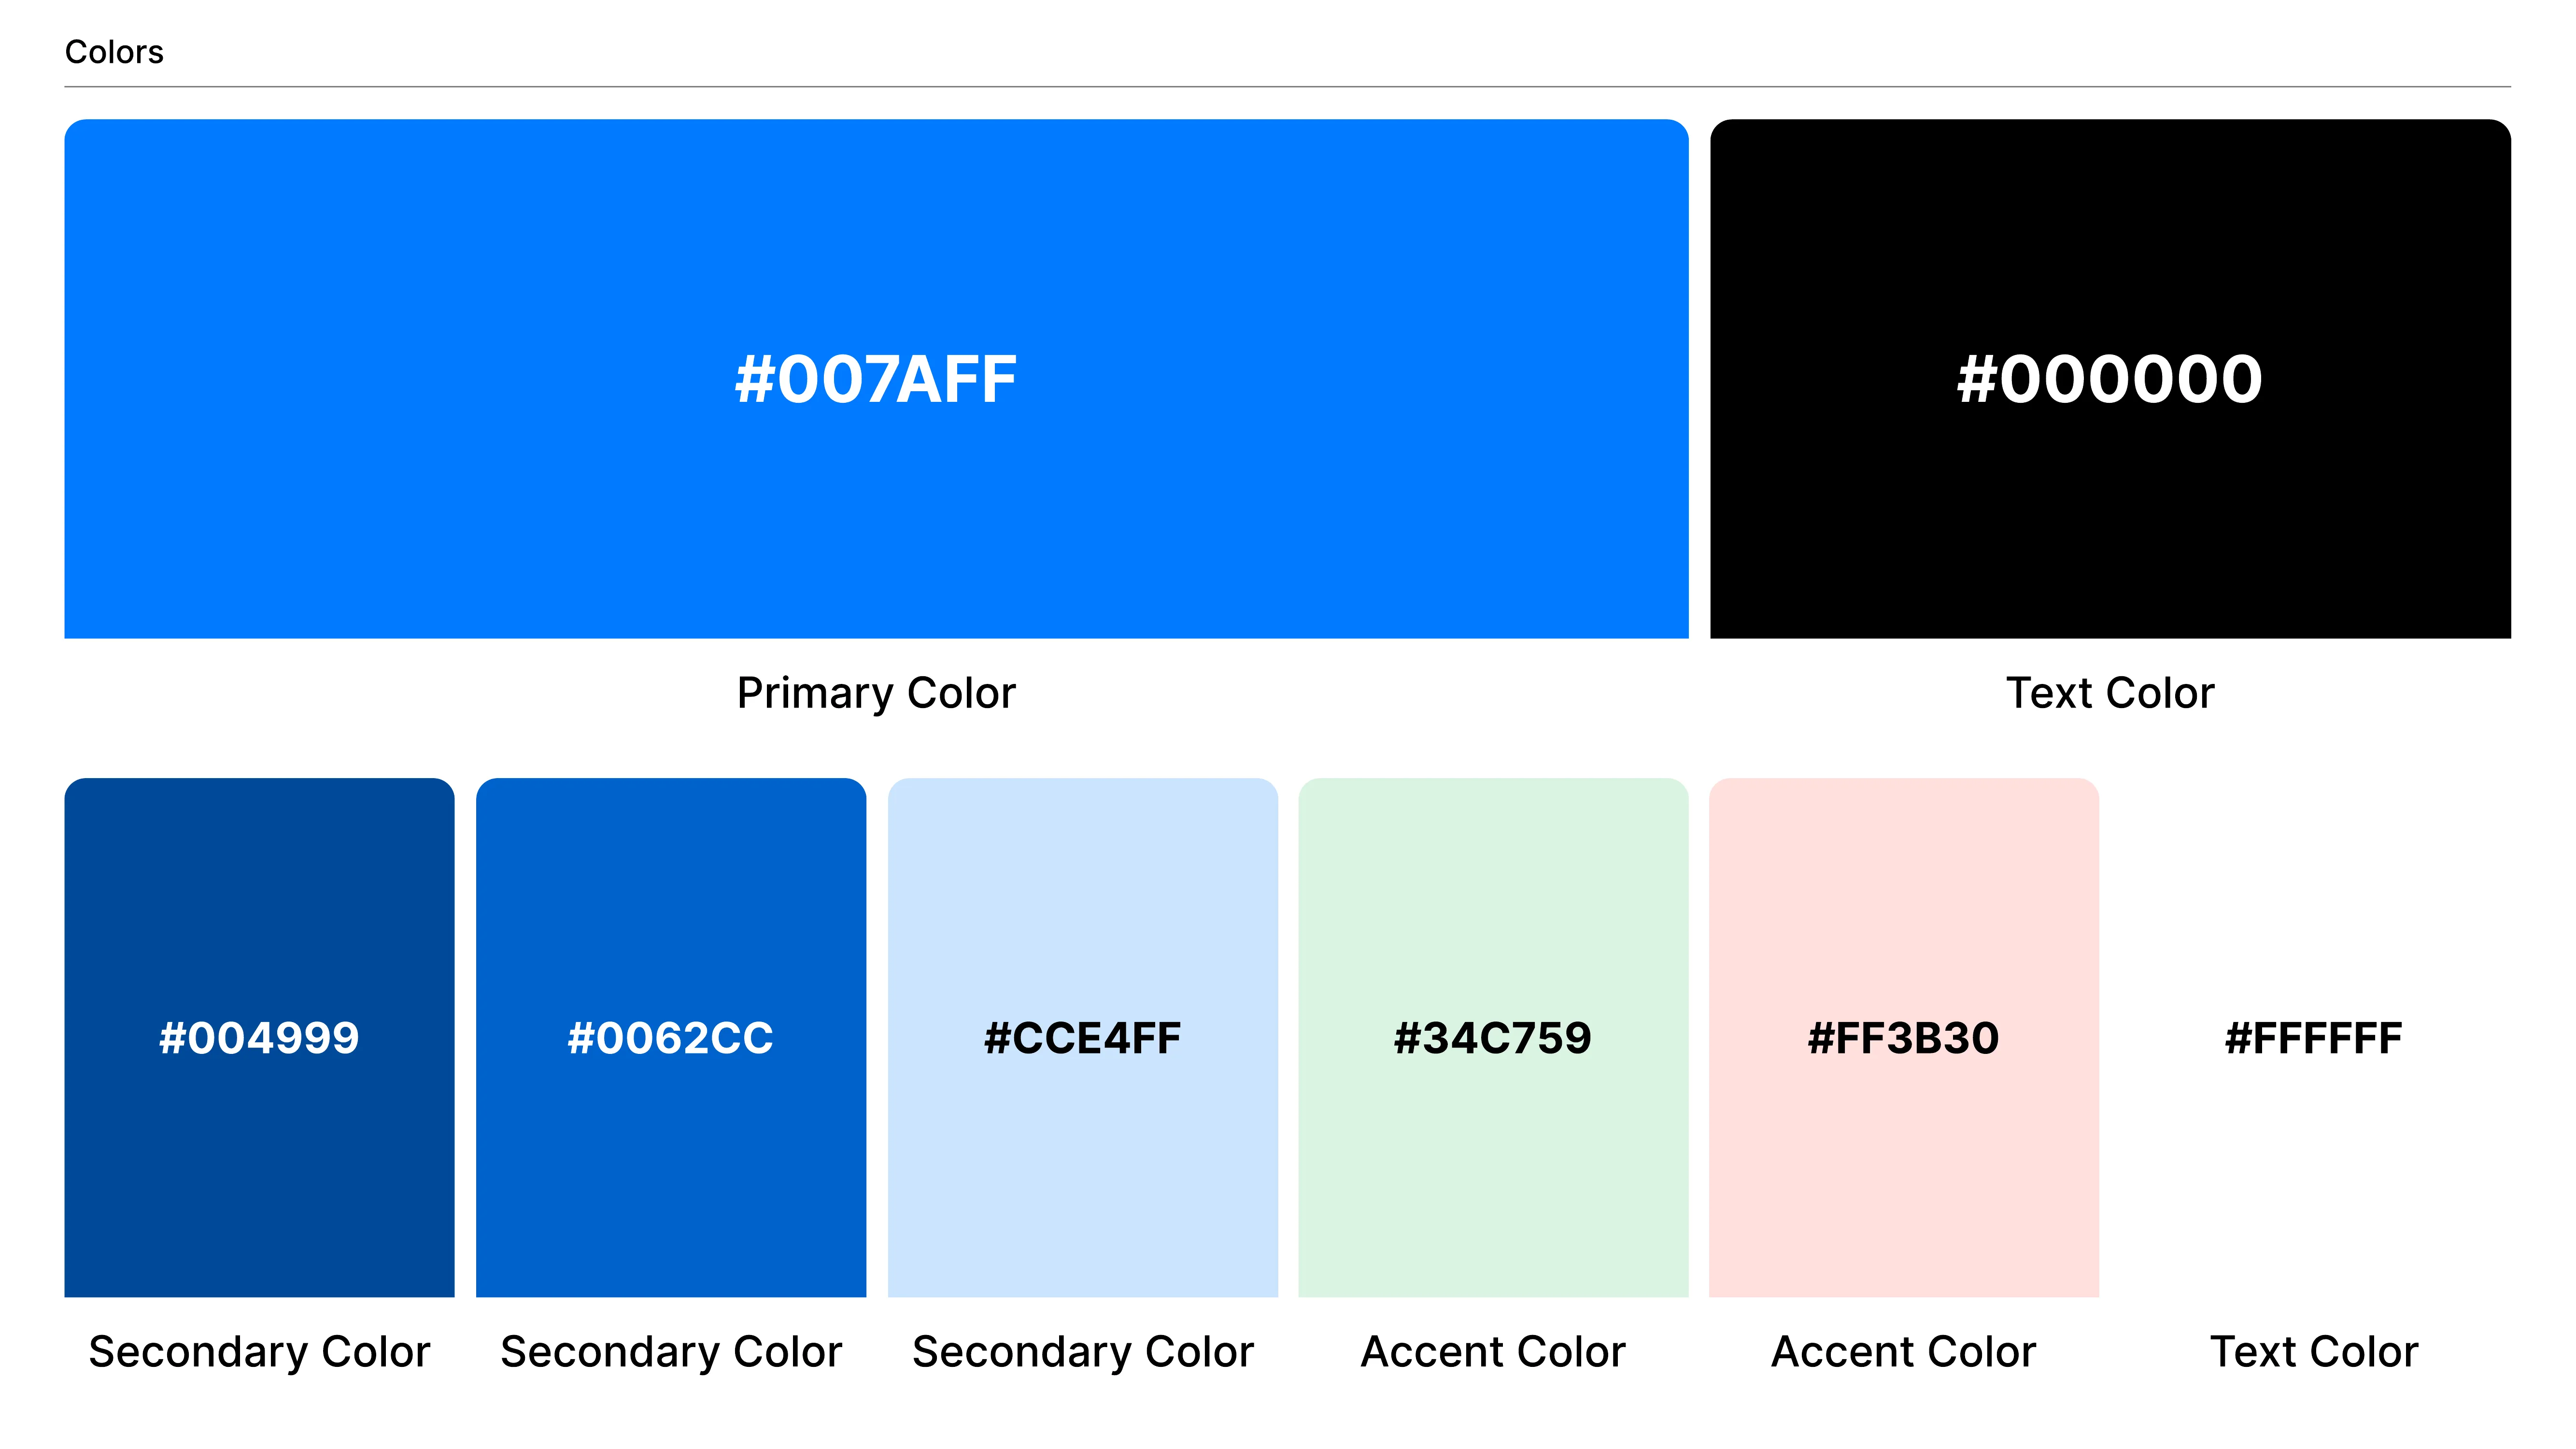 Colors
#007AFF
#000000
Primary Color
Text Color
#004999
#0062CC
#CCE4FF
#34C759
#FF3B30
#FFFFFF
Secondary Color
Secondary Color
Secondary Color
Accent Color
Accent Color
Text Color